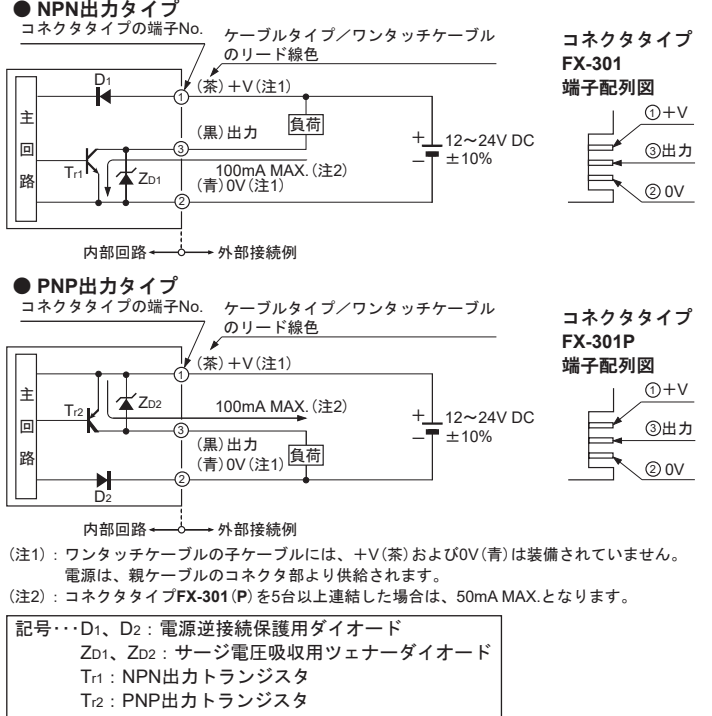 ● NPN出力タイプ
コネクタタイプの端子No.
ケーブルタイプ／ワンタッチケーブル
のリード線色
コネクタタイプ
FX-301
端子配列図
D1
①
(茶)+V(注1)
主
回
路
(黒)出力
負荷
③
Tr1
ZD1
100mA MAX.(注2)
(青)0V(注1)
②
+
－
12～24V DC
±10%
①+V
③出力
② 0V
内部回路
外部接続例
● PNP出力タイプ
コネクタタイプの端子No.
ケーブルタイプ／ワンタッチケーブル
のリード線色
コネクタタイプ
FX-301P
端子配列図
①
(茶)+V(注1)
主
回
路
Tr2
ZD2
100mA MAX.(注2)
③
(黒)出力
(青)0V(注1)
負荷
②
D2
+
－
12～24V DC
±10%
①+V
③出力
② 0V
内部回路
外部接続例
(注1)：ワンタッチケーブルの子ケーブルには、＋V(茶)および0V(青)は装備されていません。
電源は、親ケーブルのコネクタ部より供給されます。
(注2)：コネクタタイプFX-301(P)を5台以上連結した場合は、50mA MAX.となります。
記号･･･D1、D2：電源逆接続保護用ダイオード
ZD1、ZD2：サージ電圧吸収用ツェナーダイオード
Tr1：NPN出力トランジスタ
Tr2：PNP出力トランジスタ